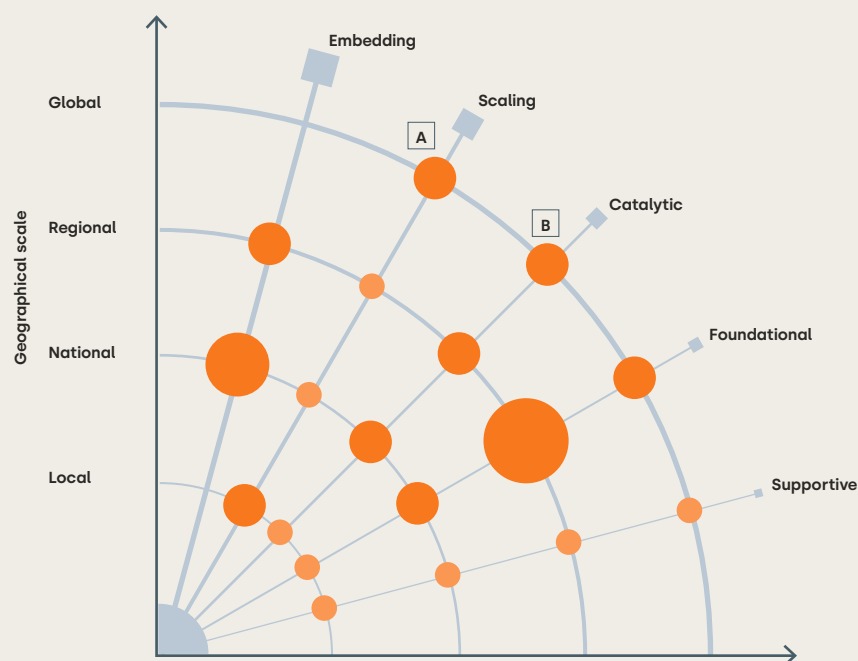 Embedding
Scaling
Global
A
Catalytic
Regional
B
Foundational
National
Local
Supportive
Geographical scale